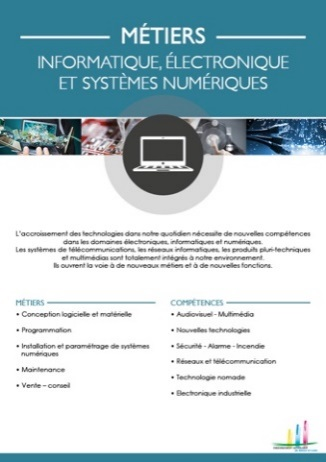 MÉTIERS
INFORMATIQUE, ÉLECTRONIQUE
ET SYSTÈMES NUMÉRIQUES
L'accroissement des technologies dans notre quotidien nécessite de nouvelles compétences
dans les domaines électroniques, informatiques et numériques.
Les systèmes de télécommunications, les réseaux informatiques, les produits pluri-techniques
et multimédias sont totalement intégrés à notre environnement.
Ils ouvrent la voie à de nouveaux métiers et à de nouvelles fonctions.
MÉTIERS
• Conception logicielle et matérielle
• Programmation
• Installation et paramétrage de systèmes
numériques
• Maintenance
• Vente – conseil
COMPÉTENCES
• Audiovisuel - Multimédia
• Nouvelles technologies
• Sécurité - Alarme - Incendie
• Réseaux et télécommunication
• Technologie nomade
• Electronique industrielle